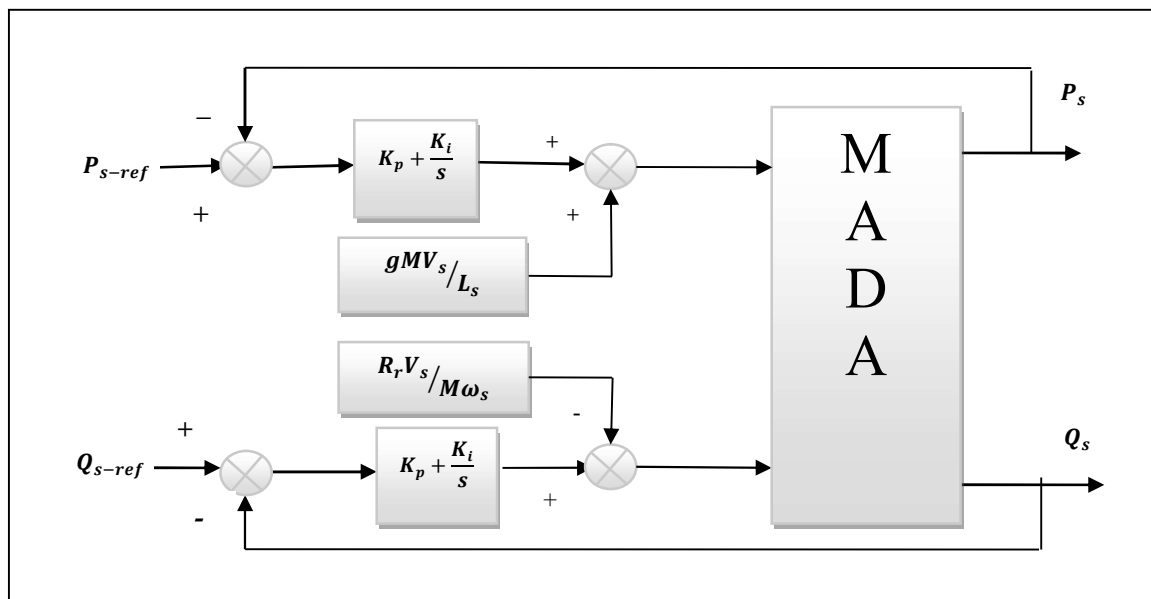 P_s
−
P_{s−ref}
+
K_p + K_i/s
+
+
gMV_s/L_s
M
A
D
A
R_rV_s/Mω_s
-
+
Q_{s−ref}
-
K_p + K_i/s
+
Q_s